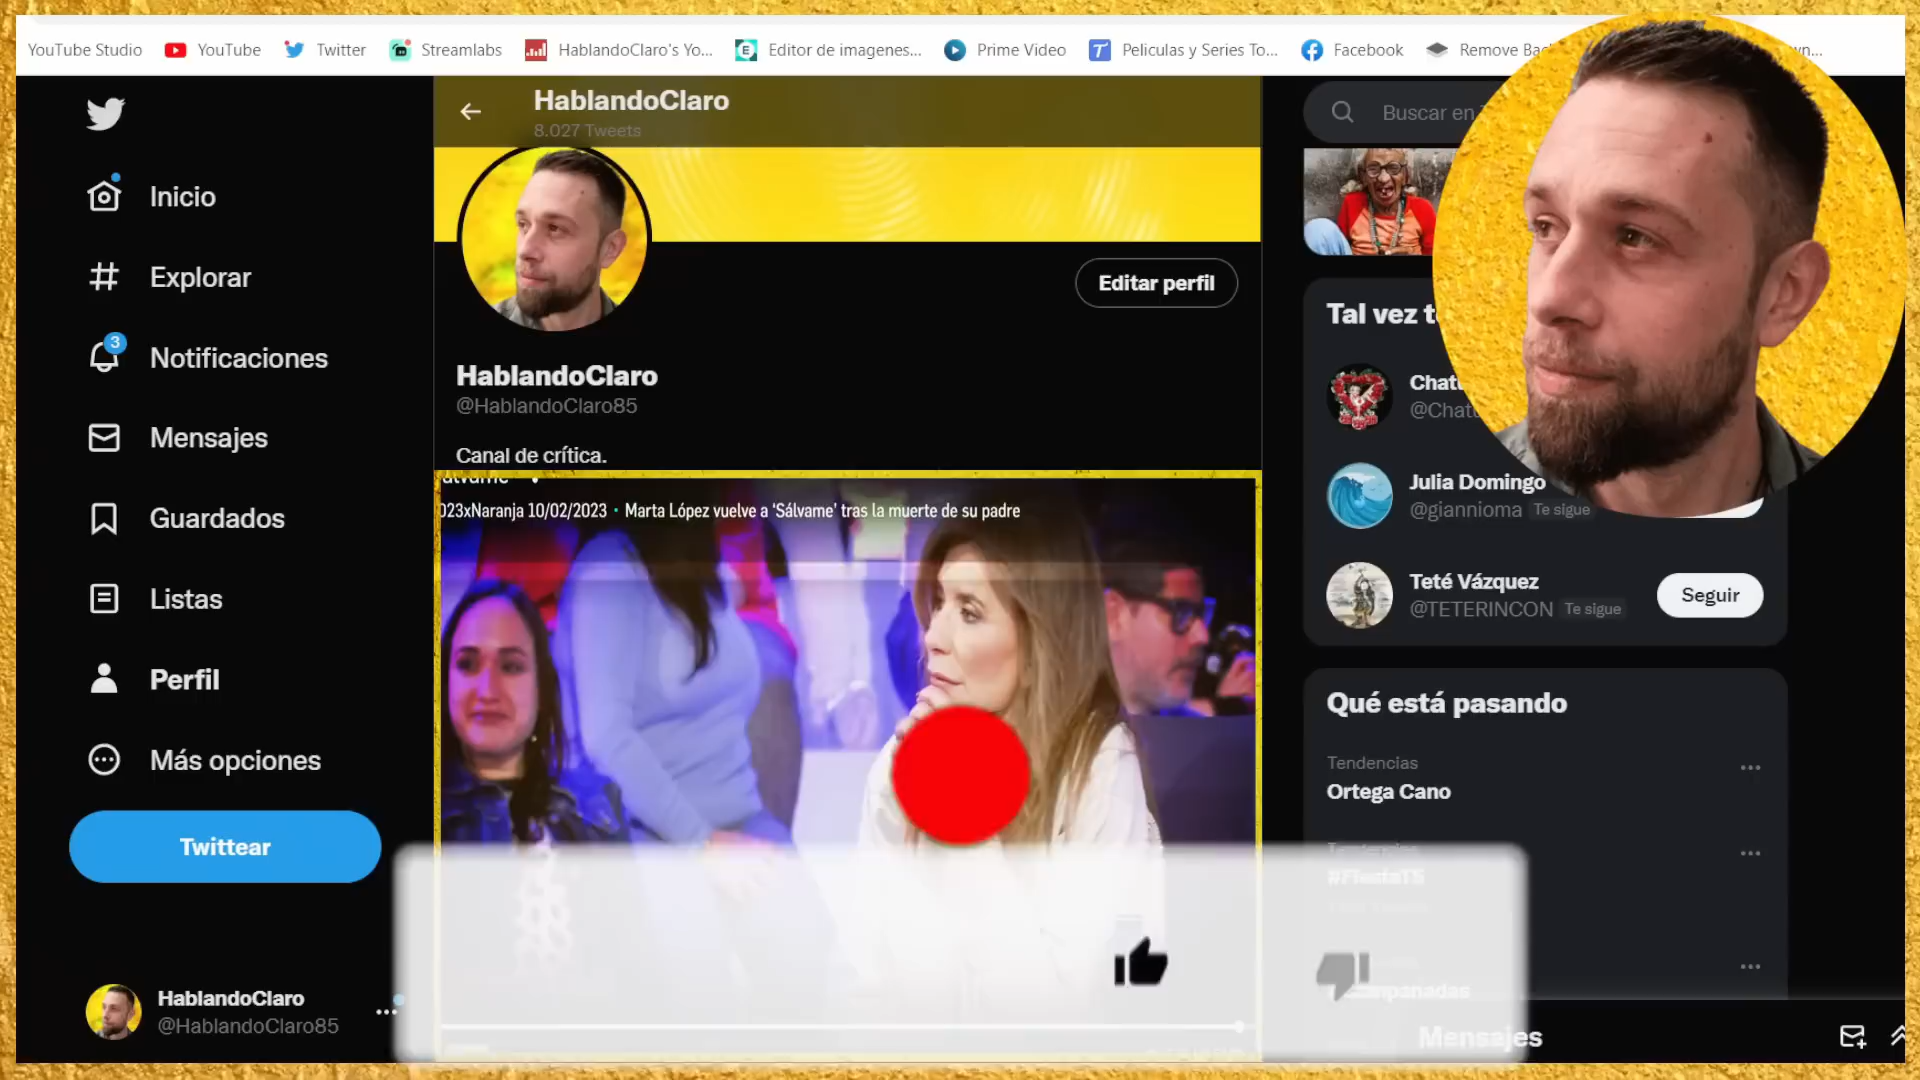 YouTube Studio
YouTube
Twitter
Streamlabs
HablandoClaro's Yo...
Editor de imagenes...
Prime Video
Peliculas y Series To...
Facebook
Remove
wn...
Inicio
Explorar
3
Notificaciones
Mensajes
Guardados
Listas
Perfil
Más opciones
Twittear
HablandoClaro
@HablandoClaro85
HablandoClaro
8.027 Tweets
Editar perfil
HablandoClaro
@HablandoClaro85
Canal de crítica.
023xNaranja 10/02/2023 · Marta López vuelve a 'Sálvame' tras la muerte de su padre
Buscar en
Tal vez
Julia Domingo
@giannioma Te sigue
Teté Vázquez
@TETERINCON Te sigue
Seguir
Qué está pasando
Tendencias
Ortega Cano
Tendencias
#FiestaT5
Mensajes